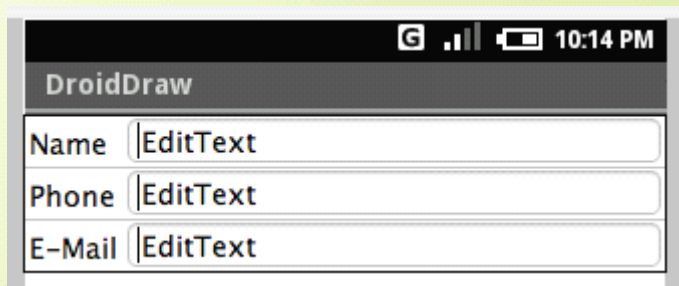 G 10:14 PM
DroidDraw
Name EditText
Phone EditText
E-Mail EditText